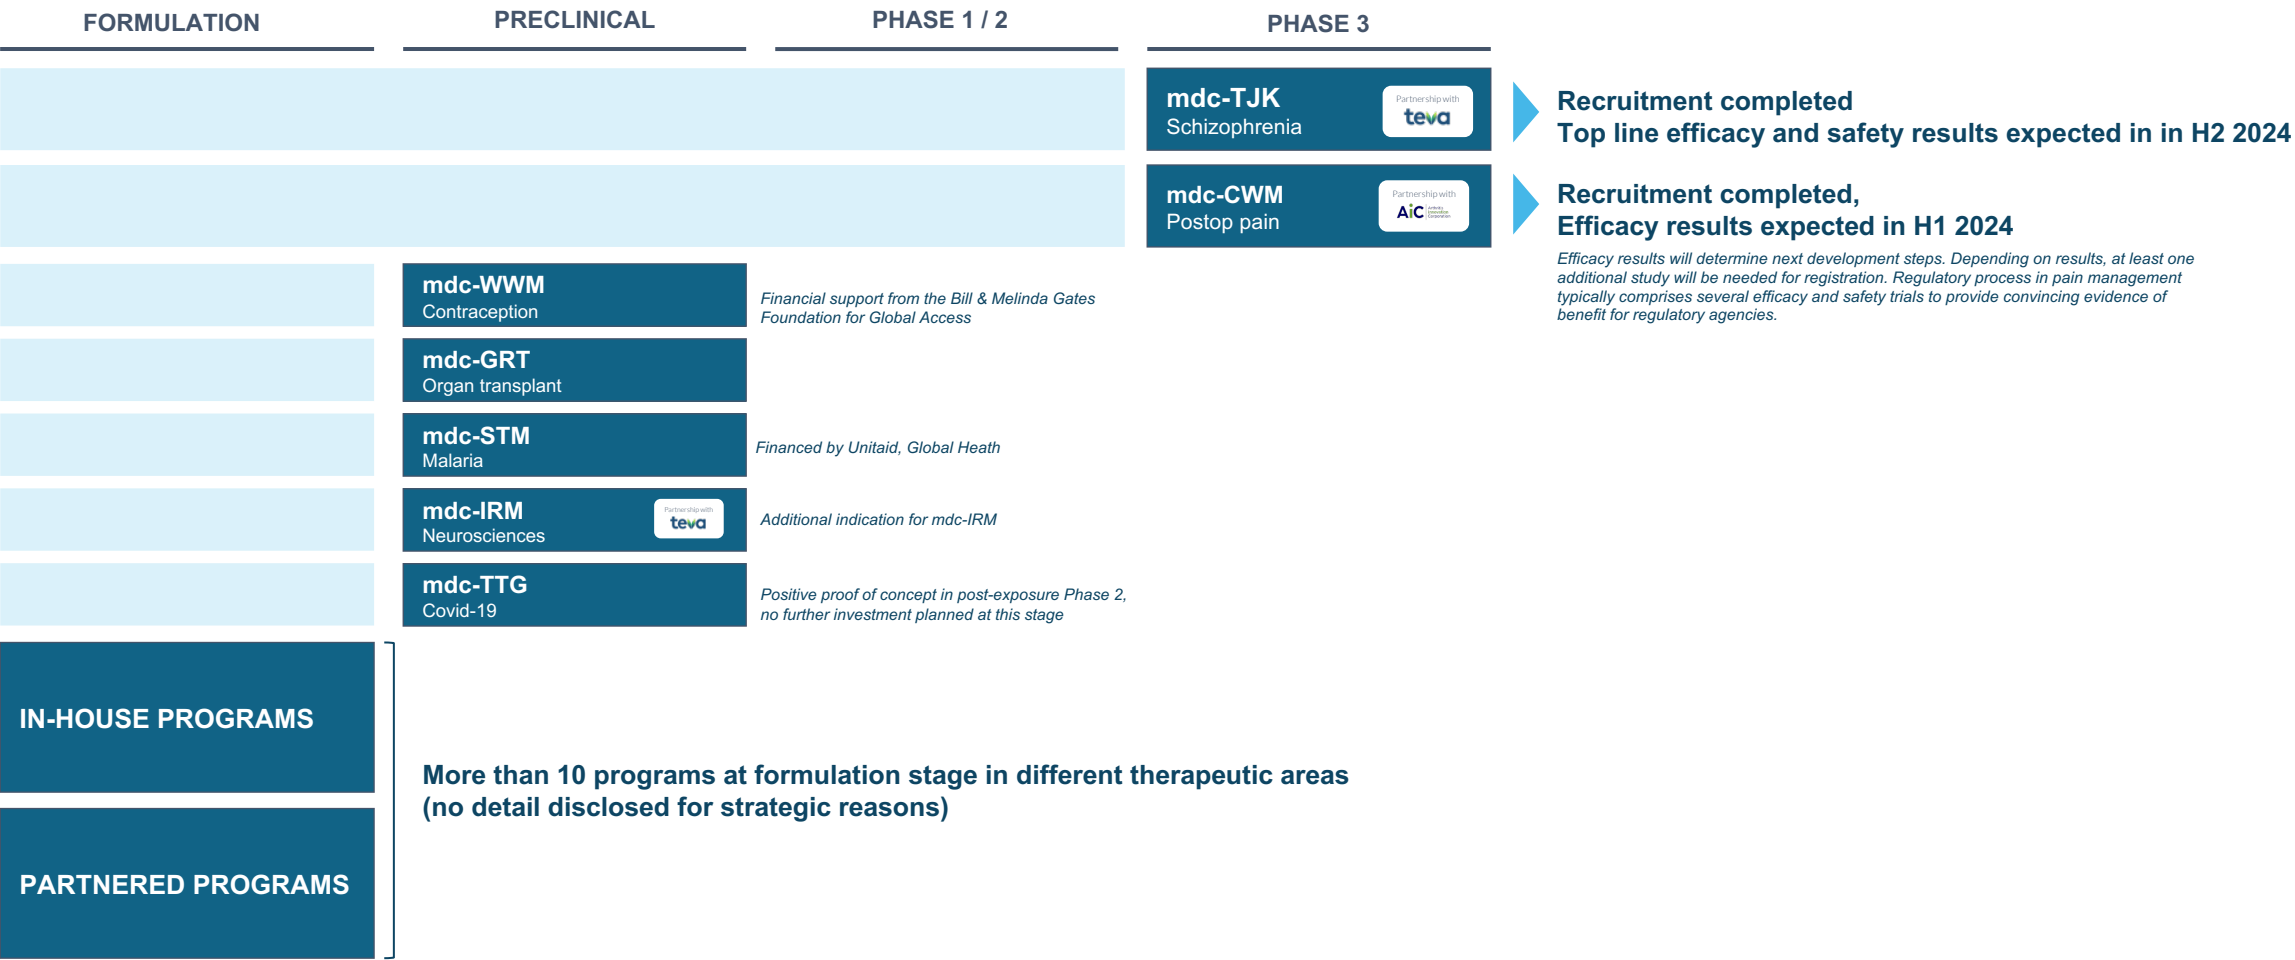 FORMULATION
PRECLINICAL
PHASE 1 / 2
PHASE 3
mdc-TJK
Schizophrenia
Partnership with
teva
Recruitment completed
Top line efficacy and safety results expected in in H2 2024
mdc-CWM
Postop pain
Partnership with
AiC
Arthritis
Innovation
Corporation
Recruitment completed,
Efficacy results expected in H1 2024
Efficacy results will determine next development steps. Depending on results, at least one
additional study will be needed for registration. Regulatory process in pain management
typically comprises several efficacy and safety trials to provide convincing evidence of
benefit for regulatory agencies.
mdc-WWM
Contraception
Financial support from the Bill & Melinda Gates
Foundation for Global Access
mdc-GRT
Organ transplant
mdc-STM
Malaria
Financed by Unitaid, Global Heath
mdc-IRM
Neurosciences
Partnership with
teva
Additional indication for mdc-IRM
mdc-TTG
Covid-19
Positive proof of concept in post-exposure Phase 2,
no further investment planned at this stage
IN-HOUSE PROGRAMS
More than 10 programs at formulation stage in different therapeutic areas
(no detail disclosed for strategic reasons)
PARTNERED PROGRAMS